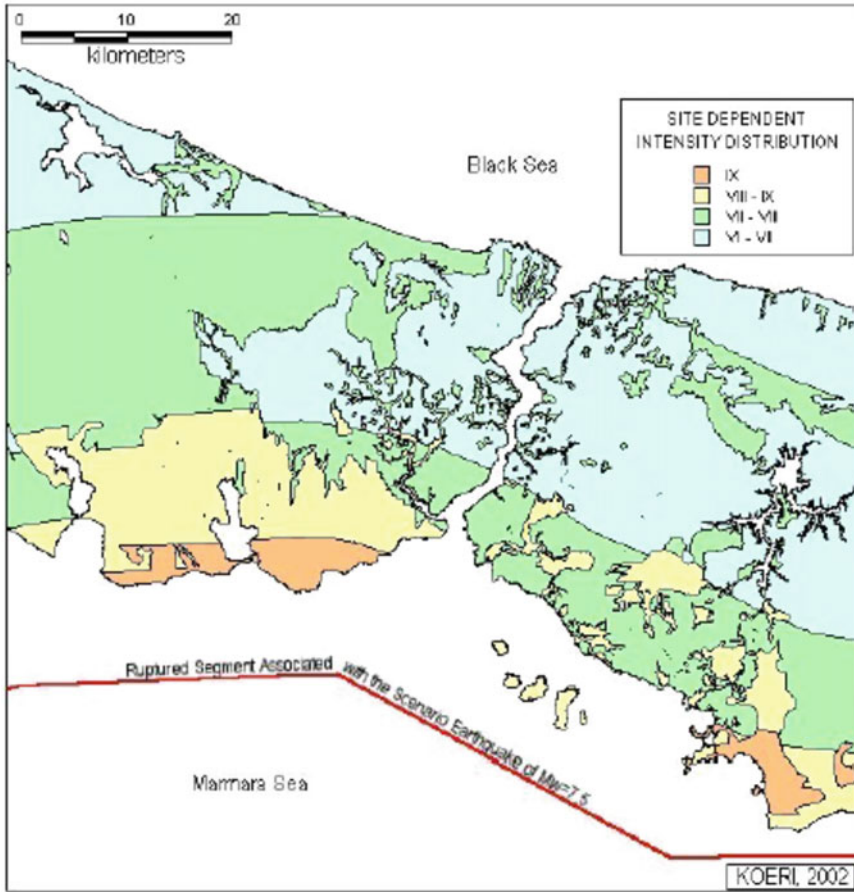 0 10 20
kilometers
SITE DEPENDENT
INTENSITY DISTRIBUTION
IX
VIII - IX
VII - VIII
VI - VII
Black Sea
Ruptured Segment Associated with the Scenario Earthquake of Mw=7.5
Marmara Sea
KOERI, 2002